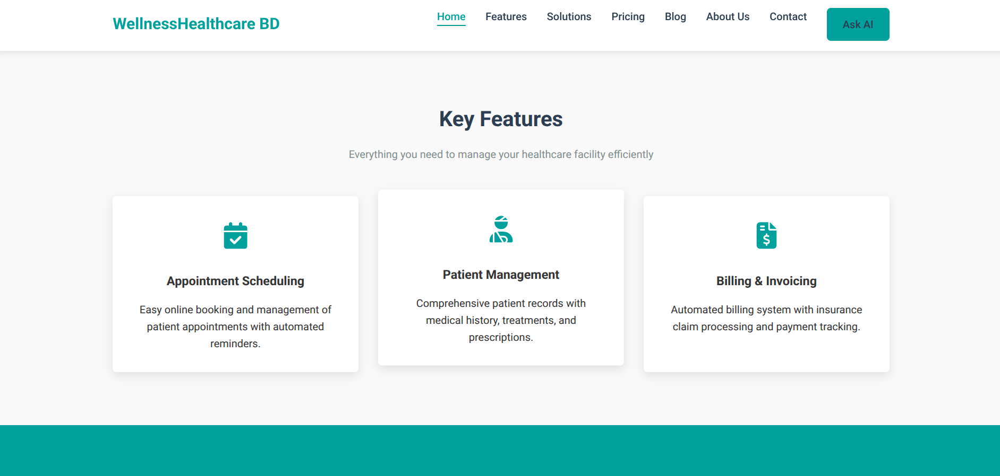 WellnessHealthcare BD
Home Features Solutions Pricing Blog About Us Contact Ask AI
Key Features
Everything you need to manage your healthcare facility efficiently
Appointment Scheduling
Easy online booking and management of
patient appointments with automated
reminders.
Patient Management
Comprehensive patient records with
medical history, treatments, and
prescriptions.
Billing & Invoicing
Automated billing system with insurance
claim processing and payment tracking.